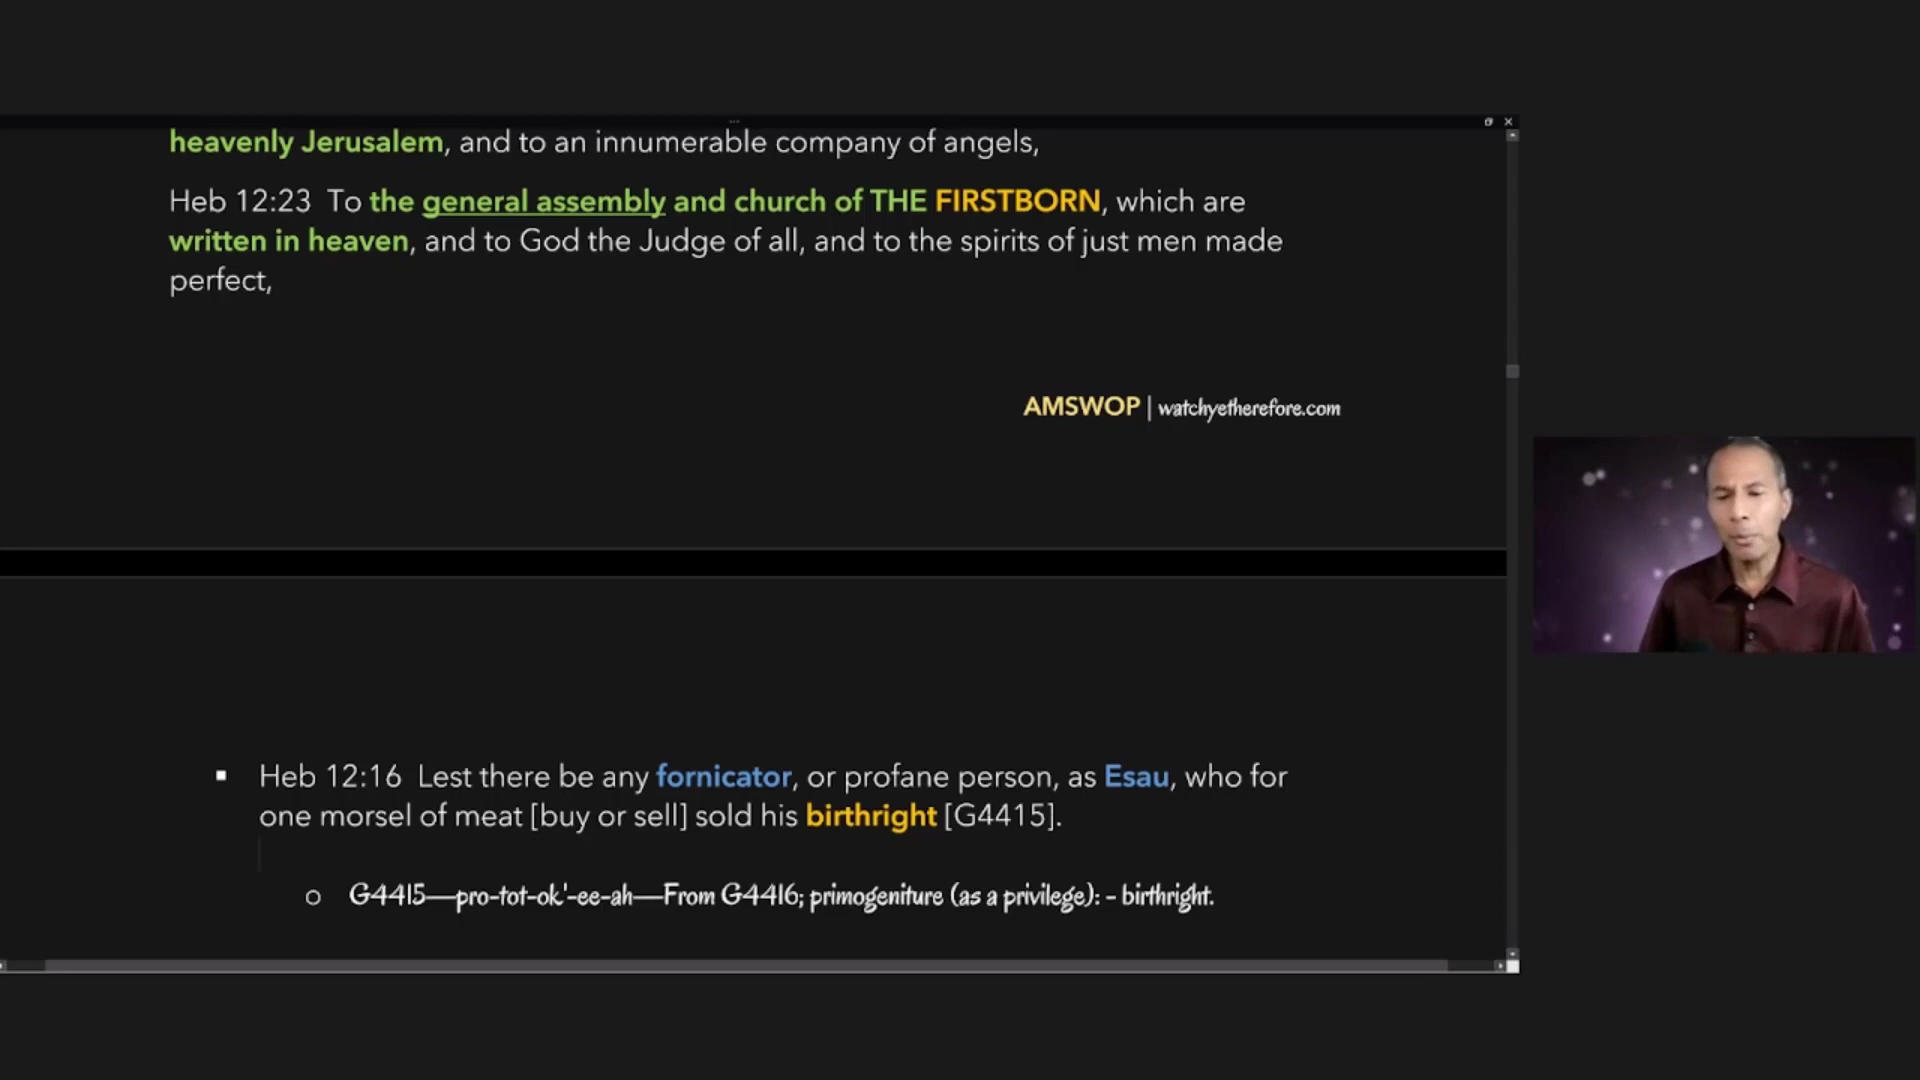 heavenly Jerusalem, and to an innumerable company of angels,
Heb 12:23 To the general assembly and church of THE FIRSTBORN, which are
written in heaven, and to God the Judge of all, and to the spirits of just men made
perfect,
AMSWOP | watchyetherefore.com
▪ Heb 12:16 Lest there be any fornicator, or profane person, as Esau, who for
one morsel of meat [buy or sell] sold his birthright [G4415].
o G4415—pro-tot-ok'-ee-ah—From G4416; primogeniture (as a privilege): - birthright.